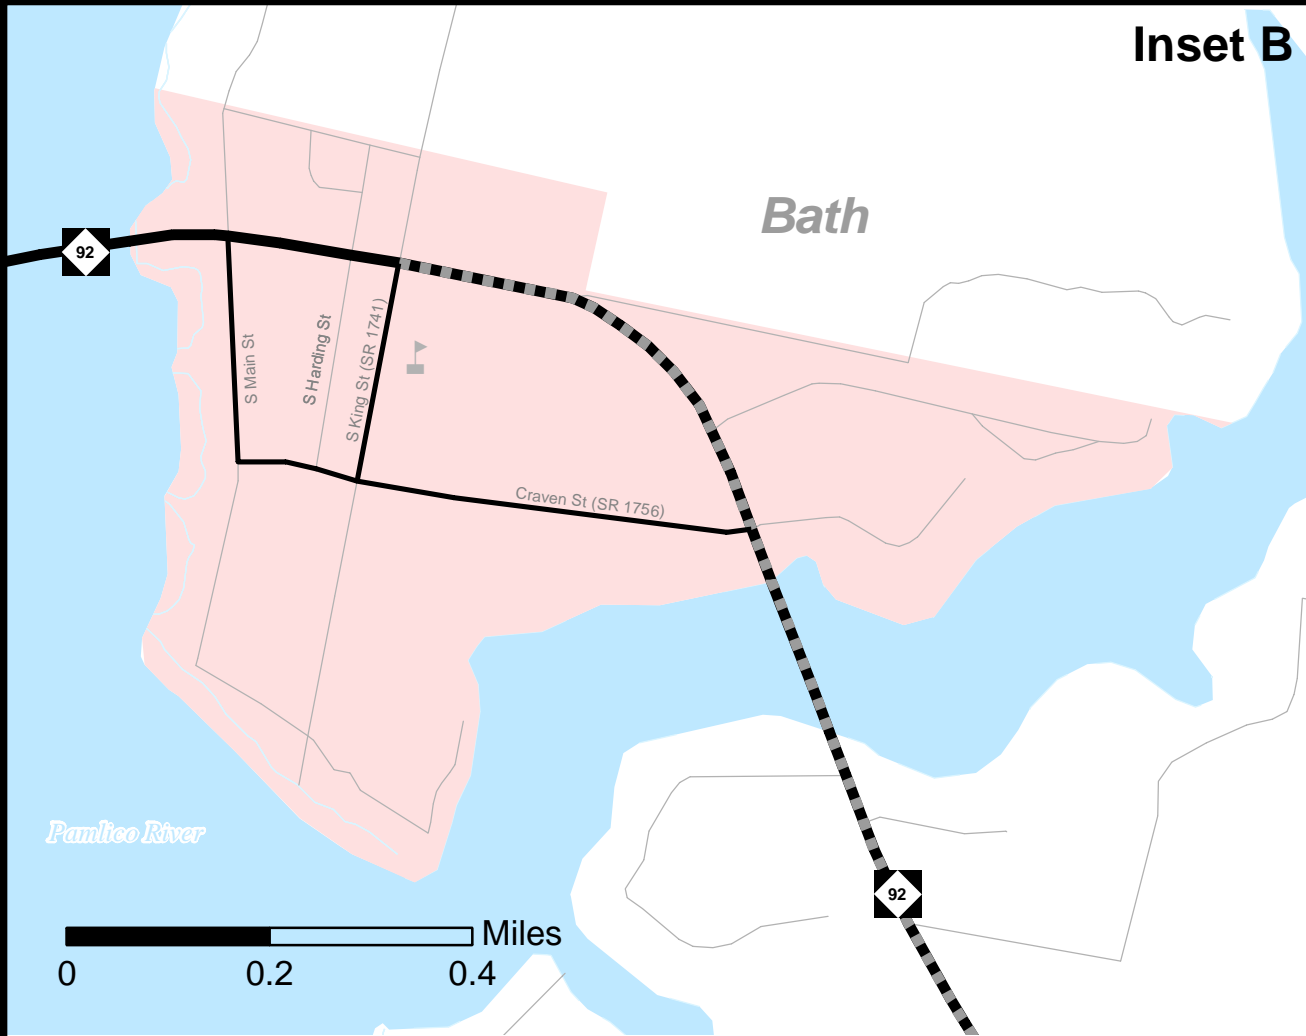 Inset B
Bath
92
S Main St
S Harding St
S King St (SR 1741)
Craven St (SR 1756)
Pamlico River
92
Miles
0 0.2 0.4